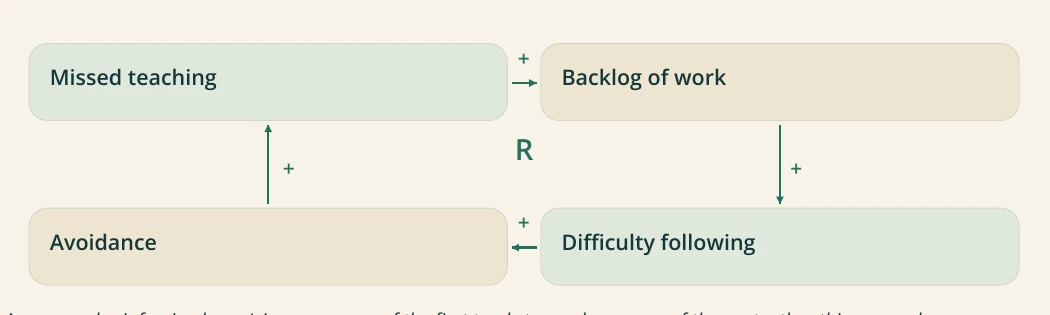 Missed teaching
+
Backlog of work
R
+
+
Avoidance
+
Difficulty following